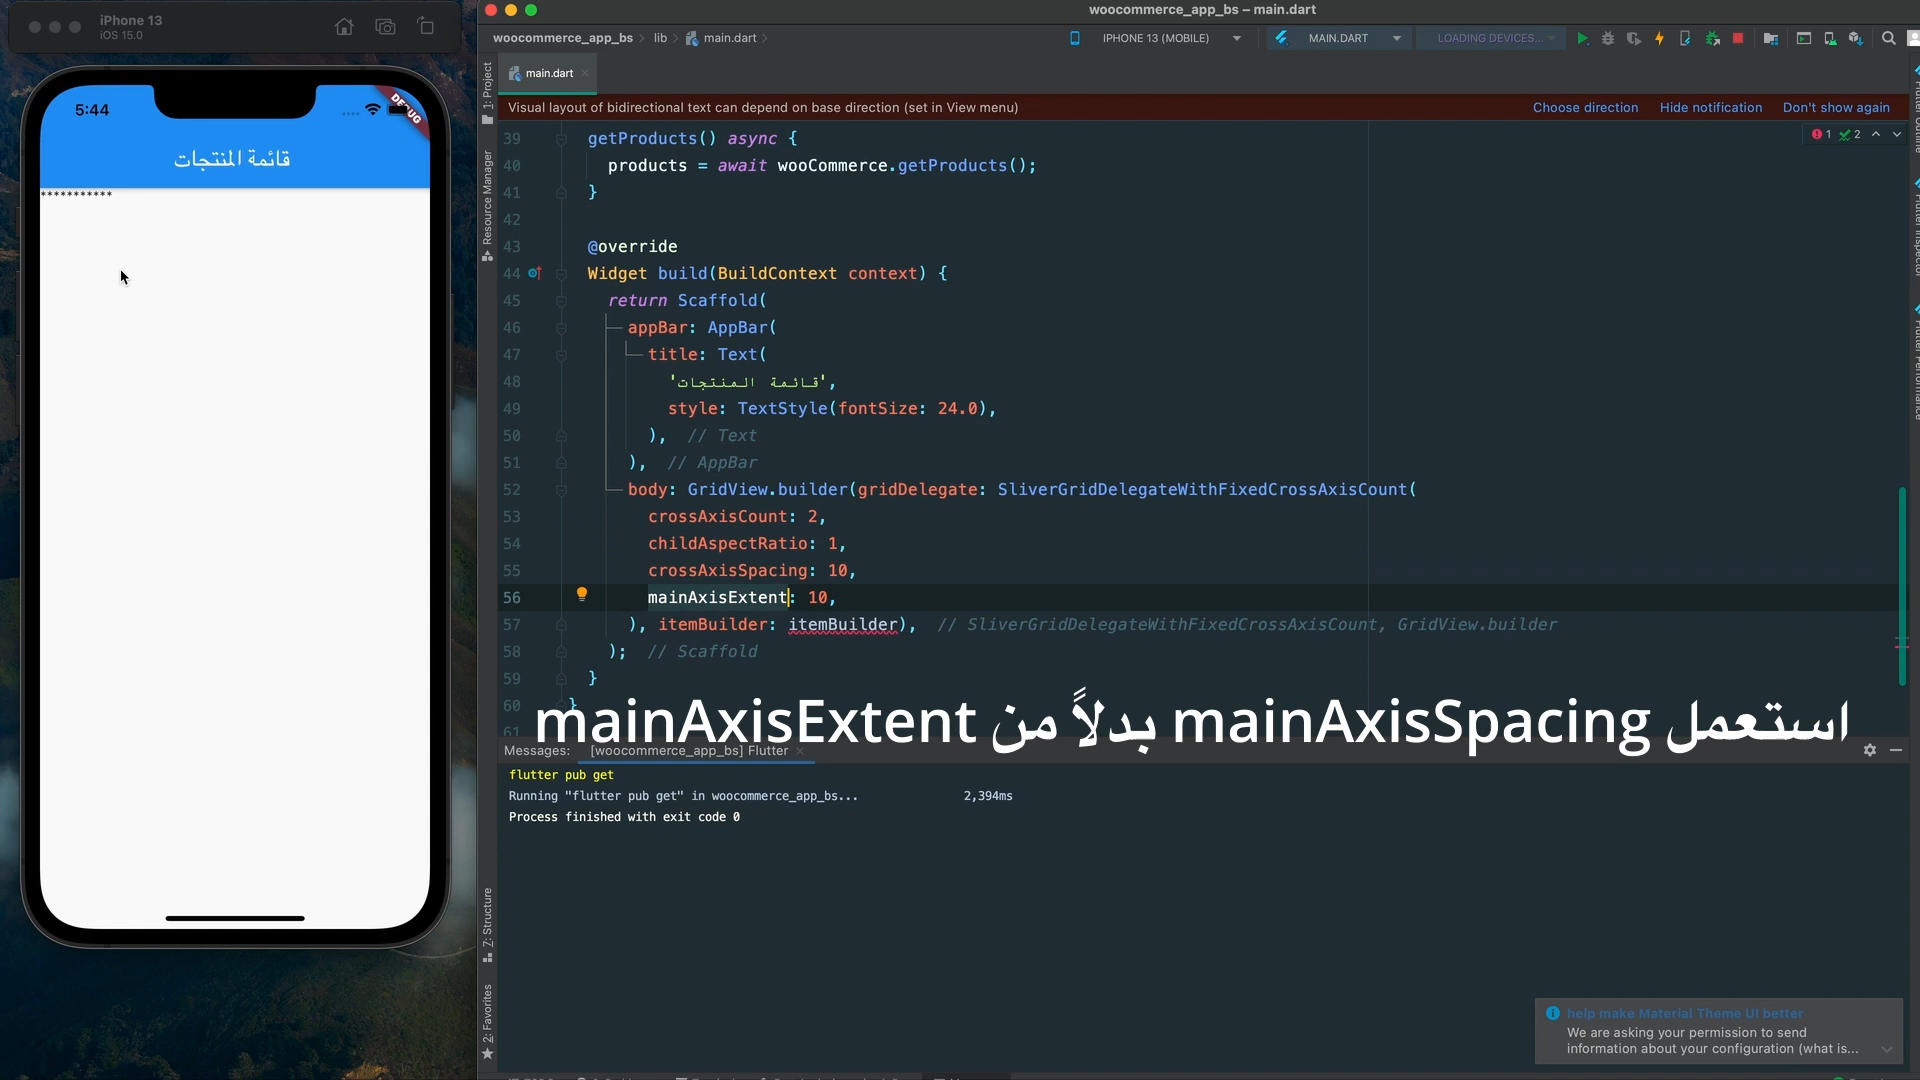 iPhone 13
iOS 15.0
5:44
DEBUG
قائمة المنتجات
***********
woocommerce_app_bs – main.dart
woocommerce_app_bs
lib
main.dart
IPHONE 13 (MOBILE)
MAIN.DART
LOADING DEVICES...
1: Project
main.dart
Visual layout of bidirectional text can depend on base direction (set in View menu)
Choose direction
Hide notification
Don't show again
1
2
Resource Manager
39 getProducts() async {
40 products = await wooCommerce.getProducts();
41 }
42
43 @override
44 Widget build(BuildContext context) {
45 return Scaffold(
46 appBar: AppBar(
47 title: Text(
48 'قائمة المنتجات',
49 style: TextStyle(fontSize: 24.0),
50 ), // Text
51 ), // AppBar
52 body: GridView.builder(gridDelegate: SliverGridDelegateWithFixedCrossAxisCount(
53 crossAxisCount: 2,
54 childAspectRatio: 1,
55 crossAxisSpacing: 10,
56 mainAxisExtent: 10,
57 ), itemBuilder: itemBuilder), // SliverGridDelegateWithFixedCrossAxisCount, GridView.builder
58 ); // Scaffold
59 }
60 }
61
استعمل mainAxisSpacing بدلاً من mainAxisExtent
Messages:
[woocommerce_app_bs] Flutter
flutter pub get
Running "flutter pub get" in woocommerce_app_bs... 2,394ms
Process finished with exit code 0
Z: Structure
2: Favorites
help make Material Theme UI better
We are asking your permission to send
information about your configuration (what is...